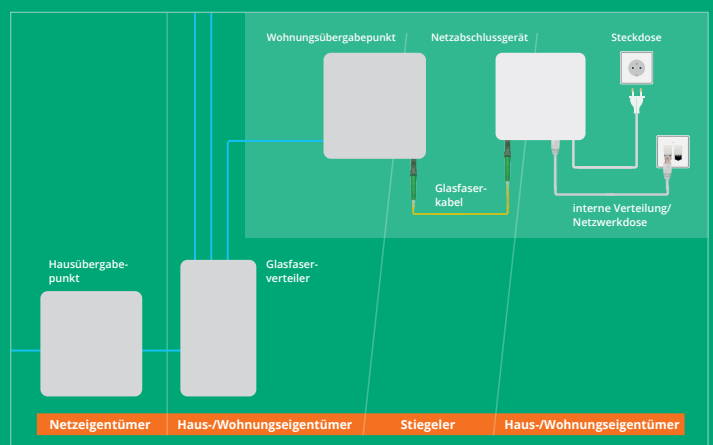 Wohnungsübergabepunkt
Netzabschlussgerät
Steckdose
Glasfaser-
kabel
interne Verteilung/
Netzwerkdose
Hausübergabe-
punkt
Glasfaser-
verteiler
Netzeigentümer
Haus-/Wohnungseigentümer
Stiegeler
Haus-/Wohnungseigentümer